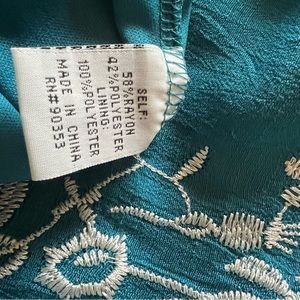 SELF:
58%RAYON
42%POLYESTER
LINING:
100%POLYESTER
MADE IN CHINA
RN#90353